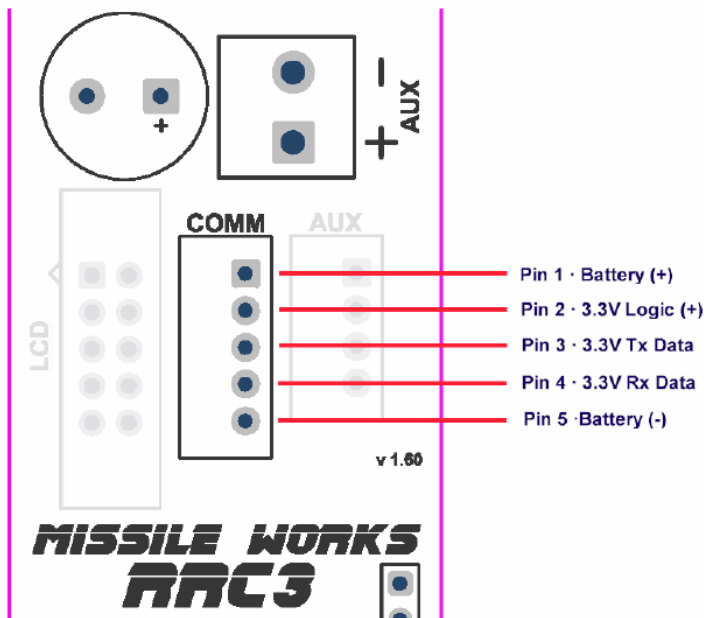 -
+
AUX
+
COMM
AUX
LCD
Pin 1 · Battery (+)
Pin 2 · 3.3V Logic (+)
Pin 3 · 3.3V Tx Data
Pin 4 · 3.3V Rx Data
Pin 5 ·Battery (-)
v 1.60
MISSILE WORKS
RRC3